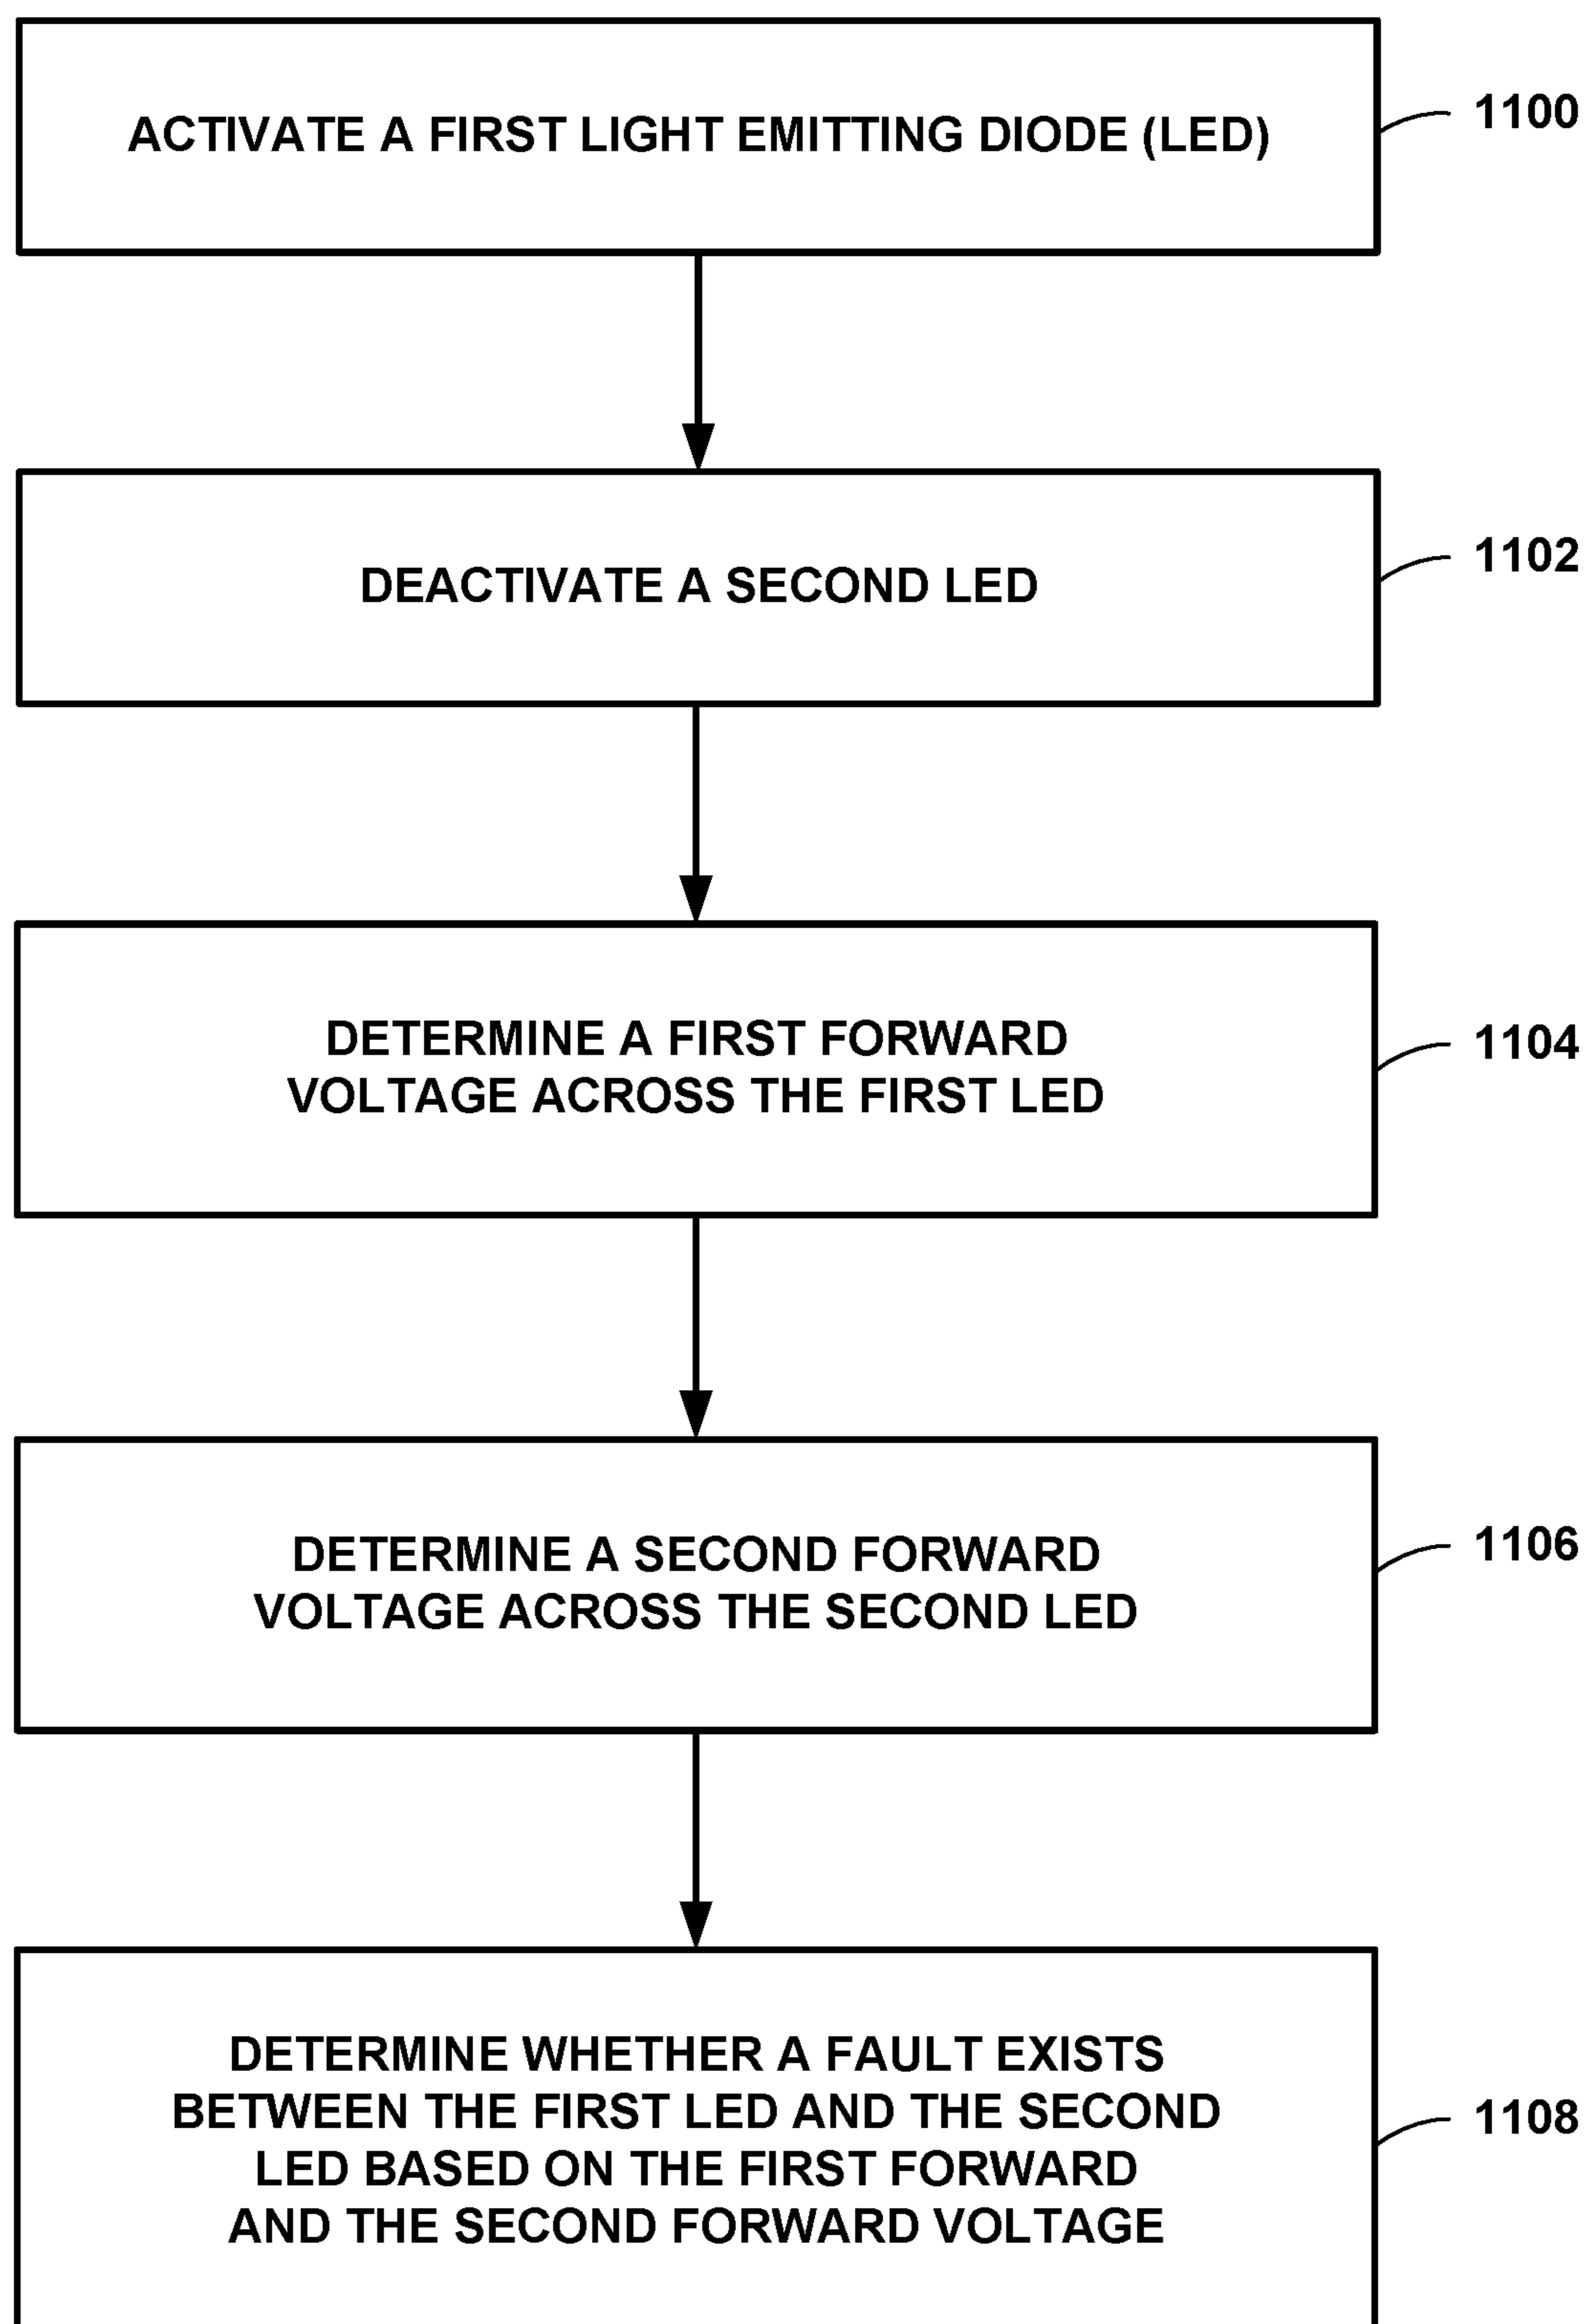 ACTIVATE A FIRST LIGHT EMITTING DIODE (LED)
1100
DEACTIVATE A SECOND LED
1102
DETERMINE A FIRST FORWARD
VOLTAGE ACROSS THE FIRST LED
1104
DETERMINE A SECOND FORWARD
VOLTAGE ACROSS THE SECOND LED
1106
DETERMINE WHETHER A FAULT EXISTS
BETWEEN THE FIRST LED AND THE SECOND
LED BASED ON THE FIRST FORWARD
AND THE SECOND FORWARD VOLTAGE
1108